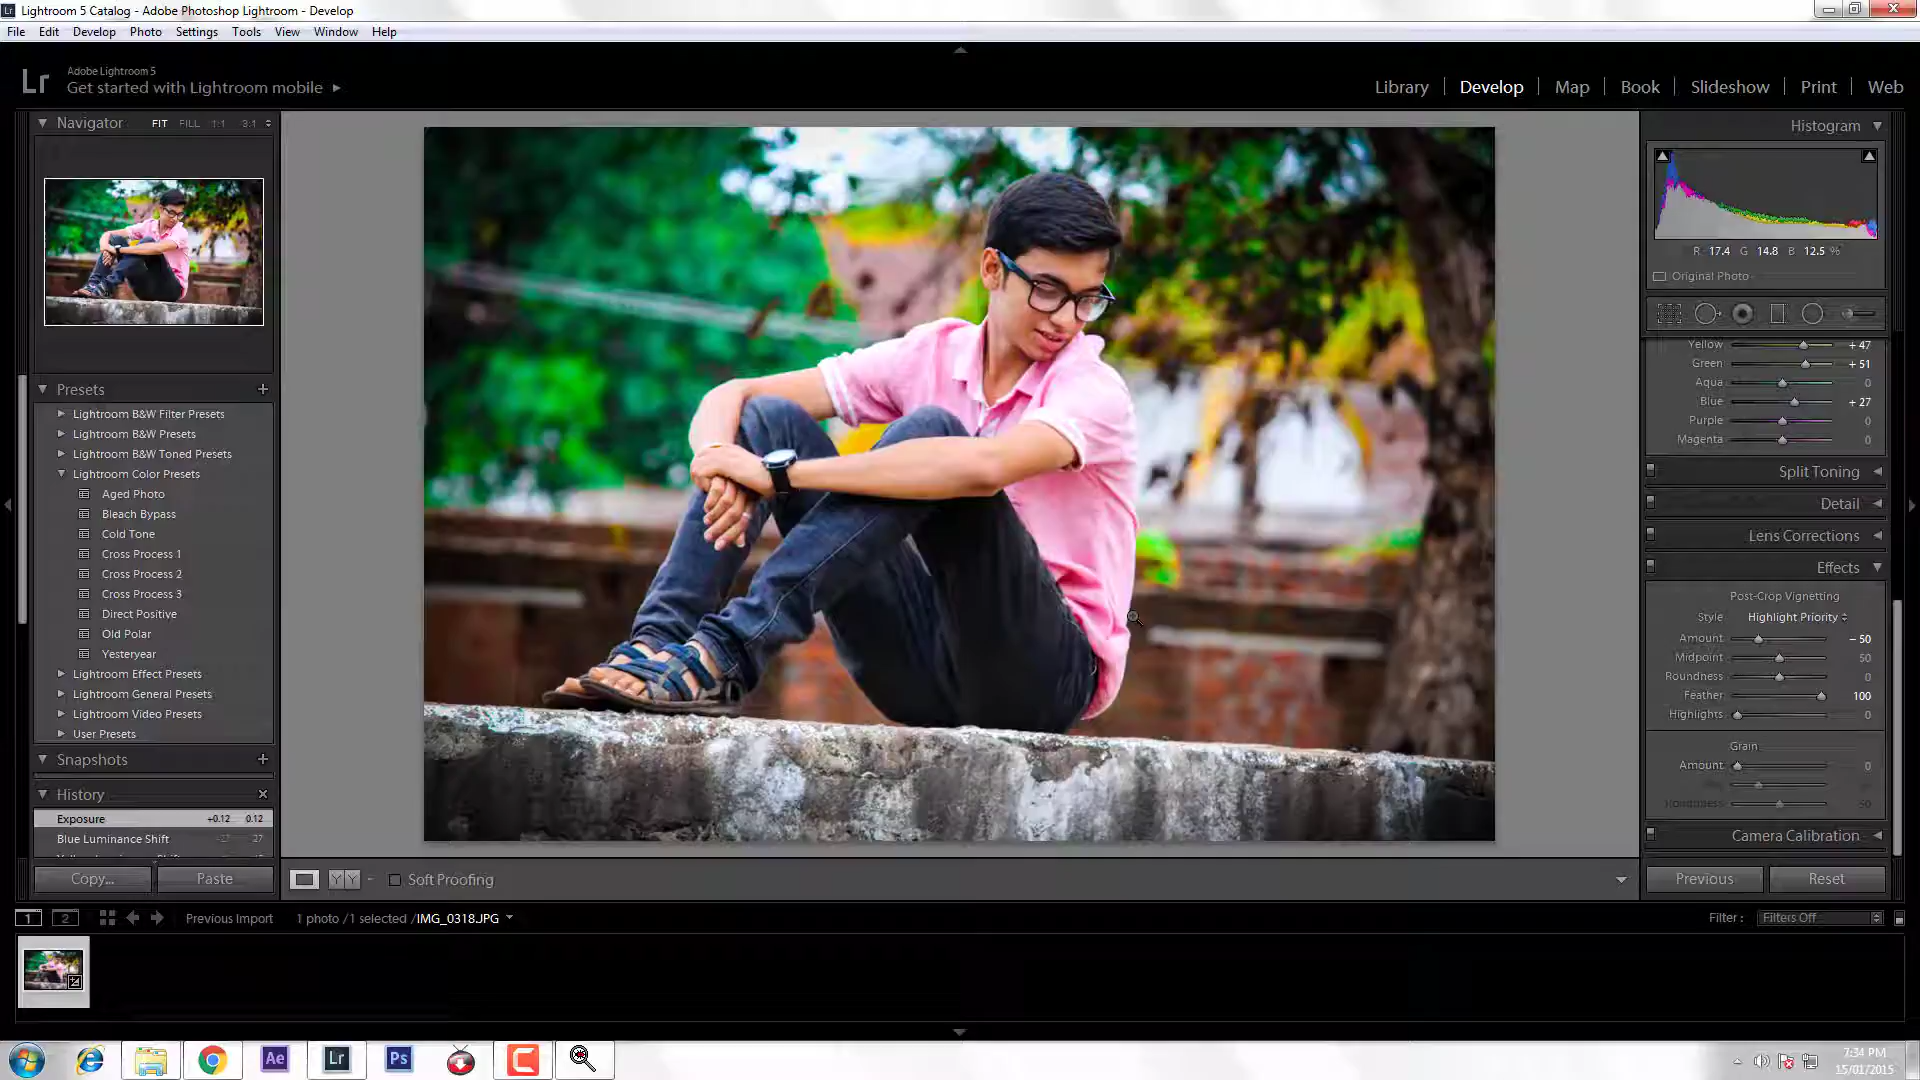 Lightroom 5 Catalog - Adobe Photoshop Lightroom - Develop
File Edit Develop Photo Settings Tools View Window Help
Lr Adobe Lightroom 5
Get started with Lightroom mobile
Library Develop Map Book Slideshow Print Web
Navigator FIT FILL 1:1 3:1
Presets +
Lightroom B&W Filter Presets
Lightroom B&W Presets
Lightroom B&W Toned Presets
Lightroom Color Presets
Aged Photo
Bleach Bypass
Cold Tone
Cross Process 1
Cross Process 2
Cross Process 3
Direct Positive
Old Polar
Yesteryear
Lightroom Effect Presets
Lightroom General Presets
Lightroom Video Presets
User Presets
Snapshots +
History ×
Exposure +0.12 0.12
Blue Luminance Shift 27
Copy... Paste
YY Soft Proofing
Histogram
R 17.4 G 14.8 B 12.5 %
Original Photo
Yellow + 47
Green + 51
Aqua 0
Blue + 27
Purple 0
Magenta 0
Split Toning
Detail
Lens Corrections
Effects
Post-Crop Vignetting
Style Highlight Priority
Amount – 50
Midpoint 50
Roundness 0
Feather 100
Highlights 0
Grain
Amount 0
Roughness 50
Camera Calibration
Previous Reset
1 2 Previous Import 1 photo / 1 selected / IMG_0318.JPG
Filter : Filters Off
Ae Lr Ps C
7:34 PM
15/01/2015